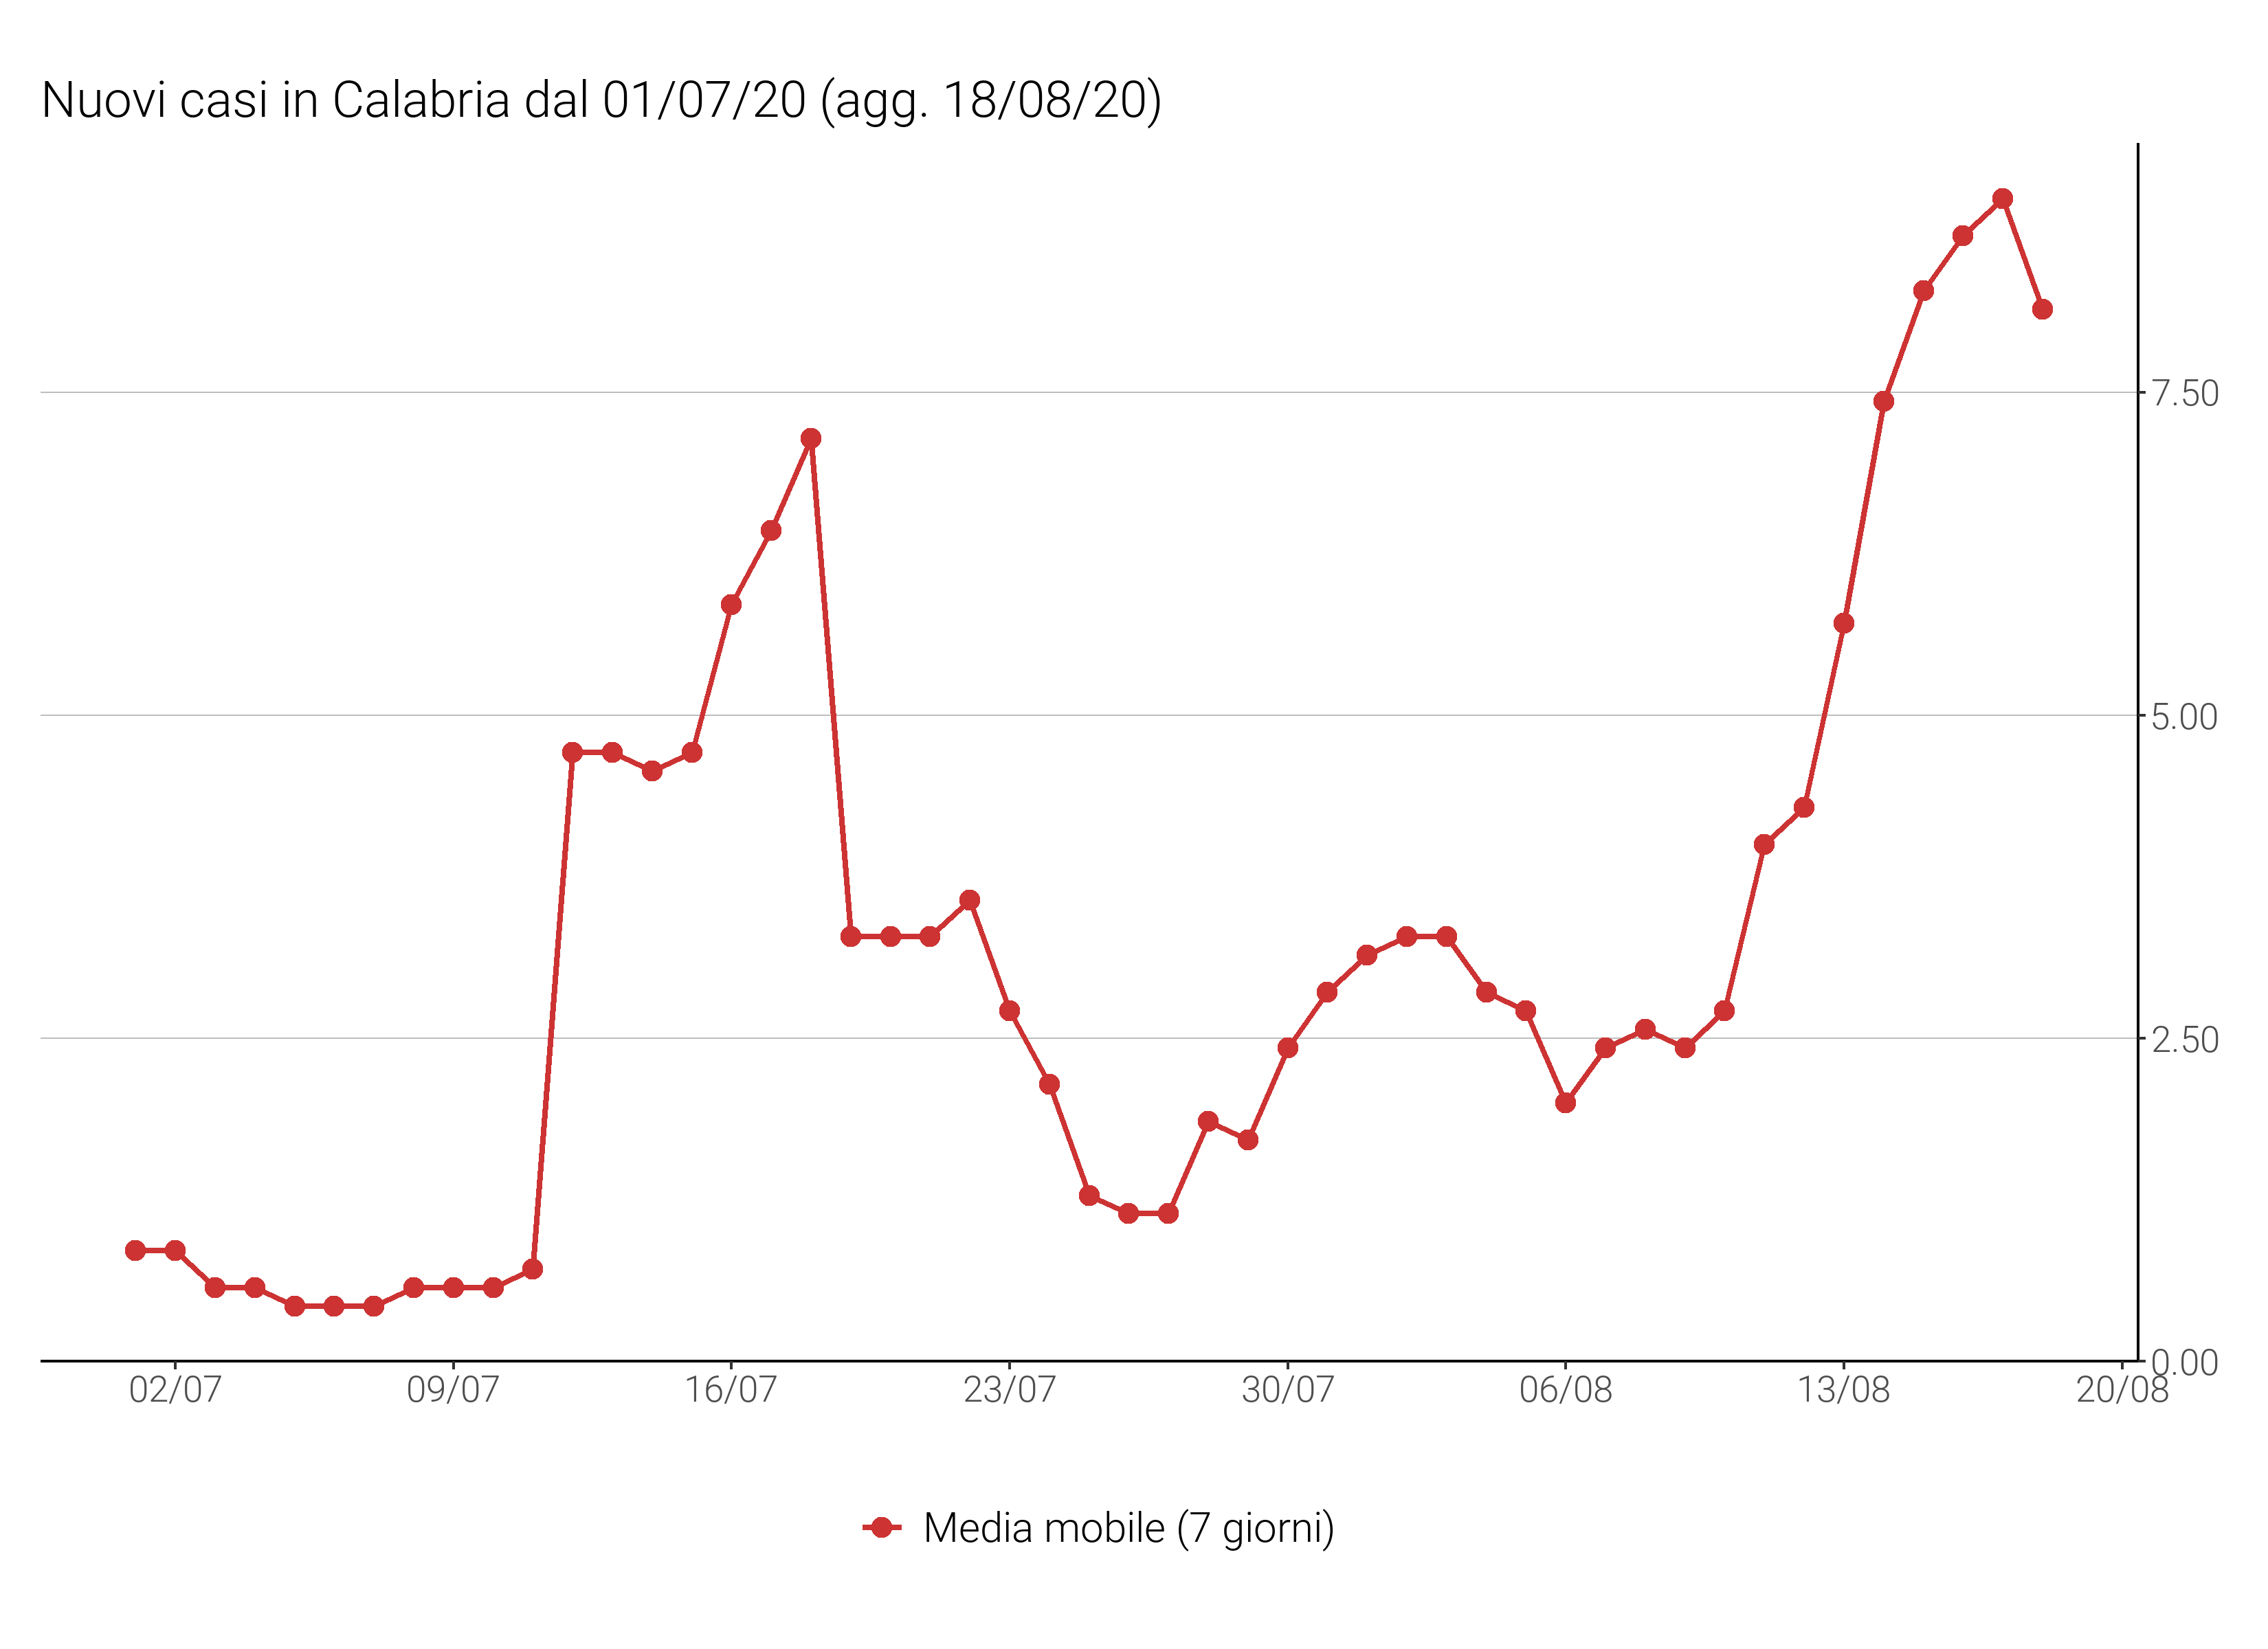 Nuovi casi in Calabria dal 01/07/20 (agg. 18/08/20)
7.50
5.00
2.50
0.00
02/07 09/07 16/07 23/07 30/07 06/08 13/08 20/08
Media mobile (7 giorni)